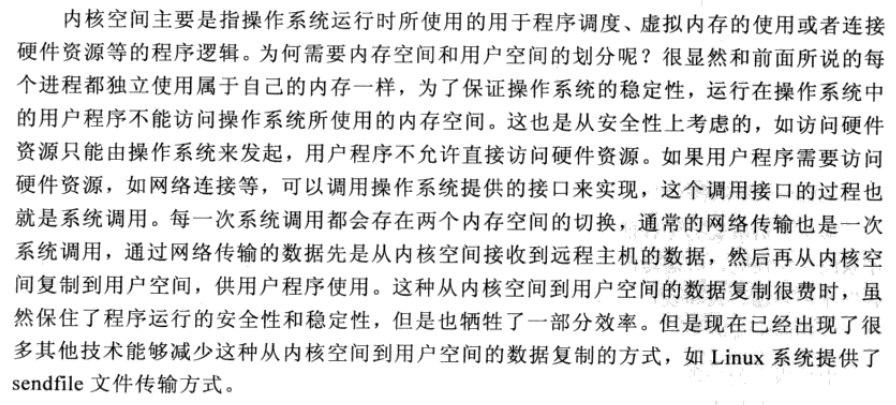 内核空间主要是指操作系统运行时所使用的用于程序调度、虚拟内存的使用或者连接
硬件资源等的程序逻辑。为何需要内存空间和用户空间的划分呢？很显然和前面所说的每
个进程都独立使用属于自己的内存一样，为了保证操作系统的稳定性，运行在操作系统中
的用户程序不能访问操作系统所使用的内存空间。这也是从安全性上考虑的，如访问硬件
资源只能由操作系统来发起，用户程序不允许直接访问硬件资源。如果用户程序需要访问
硬件资源，如网络连接等，可以调用操作系统提供的接口来实现，这个调用接口的过程也
就是系统调用。每一次系统调用都会存在两个内存空间的切换，通常的网络传输也是一次
系统调用，通过网络传输的数据先是从内核空间接收到远程主机的数据，然后再从内核空
间复制到用户空间，供用户程序使用。这种从内核空间到用户空间的数据复制很费时，虽
然保住了程序运行的安全性和稳定性，但是也牺牲了一部分效率。但是现在已经出现了很
多其他技术能够减少这种从内核空间到用户空间的数据复制的方式，如 Linux 系统提供了
sendfile 文件传输方式。